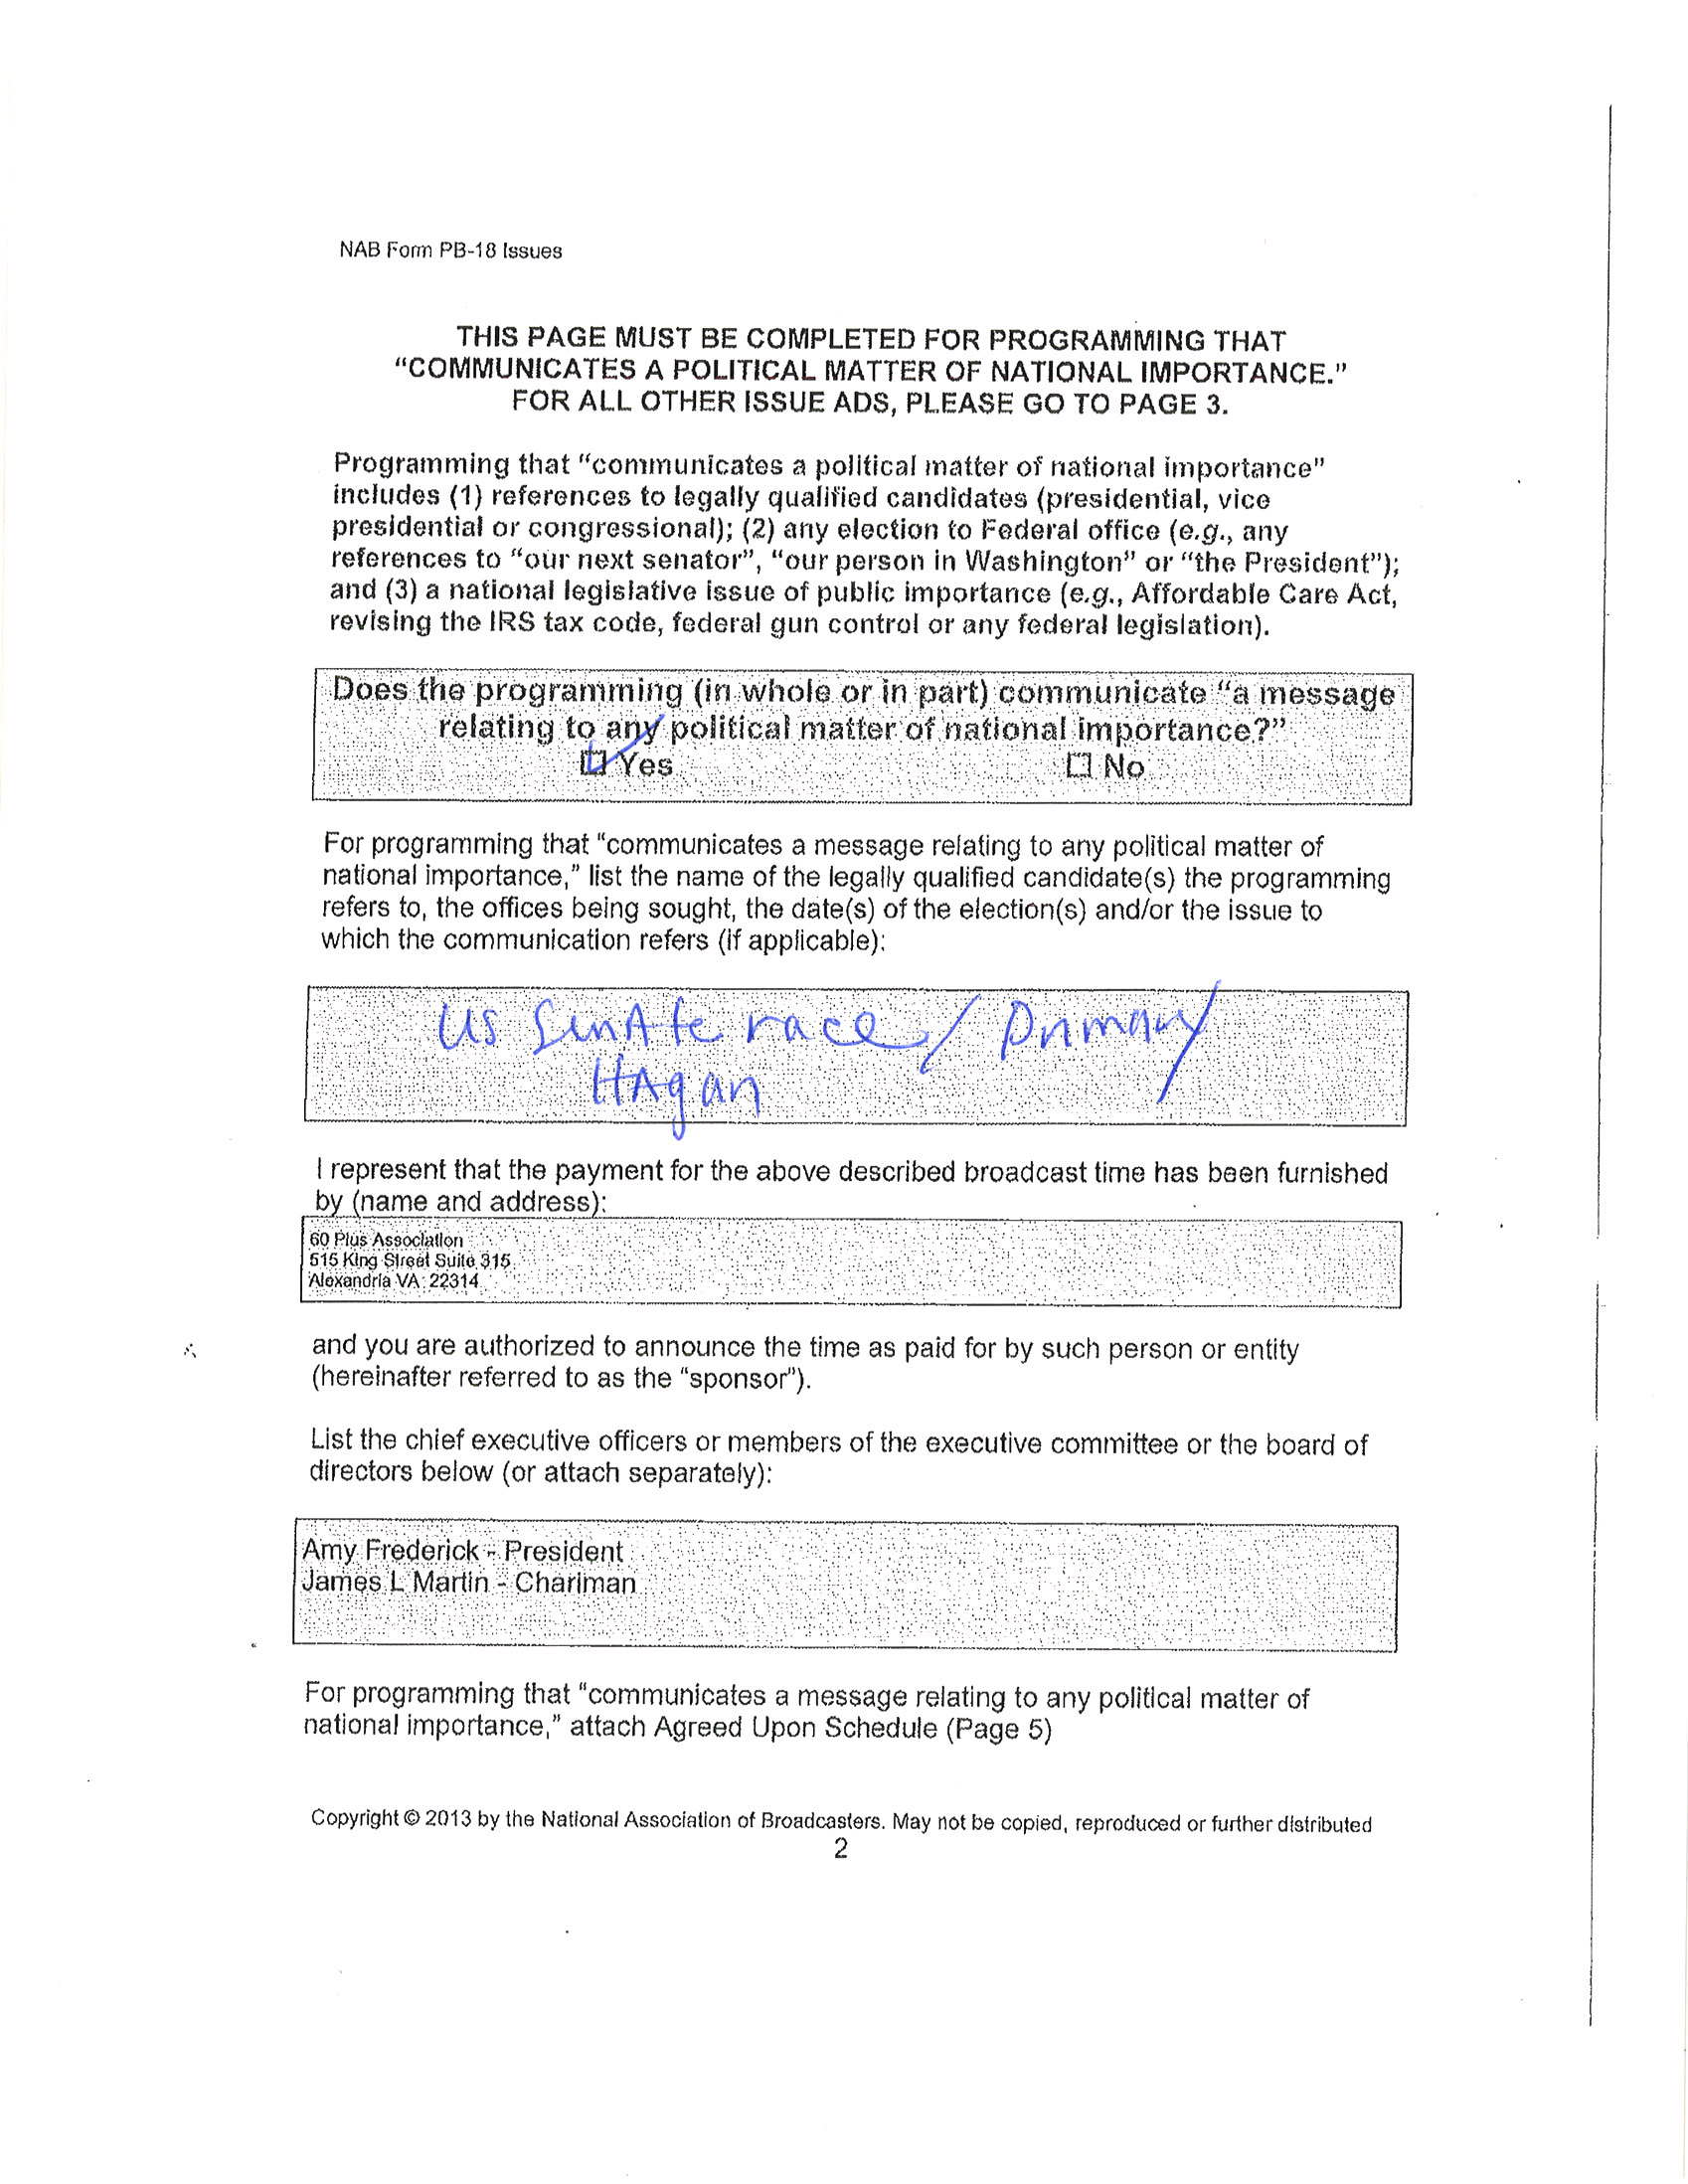 NAB Form PB-18 Issues
THIS PAGE MUST BE COMPLETED FOR PROGRAMMING THAT
“COMMUNICATES A POLITICAL MATTER OF NATIONAL IMPORTANCE.”
FOR ALL OTHER ISSUE ADS, PLEASE GO TO PAGE 3.
Programming that “communicates a political matter of national importance”
includes (1) references to legally qualified candidates (presidential, vice
presidential or congressional); (2) any election to Federal office (e.g., any
references to “our next senator”, “our person in Washington” or “the President”);
and (3) a national legislative issue of public importance (e.g., Affordable Care Act,
revising the IRS tax code, federal gun control or any federal legislation).
Does the programming (in whole or in part) communicate “a message
relating to any political matter of national importance?”
Yes No
For programming that “communicates a message relating to any political matter of
national importance,” list the name of the legally qualified candidate(s) the programming
refers to, the offices being sought, the date(s) of the election(s) and/or the issue to
which the communication refers (if applicable):
US SenAte race / Primary
HAgan
I represent that the payment for the above described broadcast time has been furnished
by (name and address):
60 Plus Association
515 King Street Suite 315
Alexandria VA 22314
and you are authorized to announce the time as paid for by such person or entity
(hereinafter referred to as the “sponsor”).
List the chief executive officers or members of the executive committee or the board of
directors below (or attach separately):
Amy Frederick - President
James L Martin - Chariman
For programming that “communicates a message relating to any political matter of
national importance,” attach Agreed Upon Schedule (Page 5)
Copyright © 2013 by the National Association of Broadcasters. May not be copied, reproduced or further distributed
2